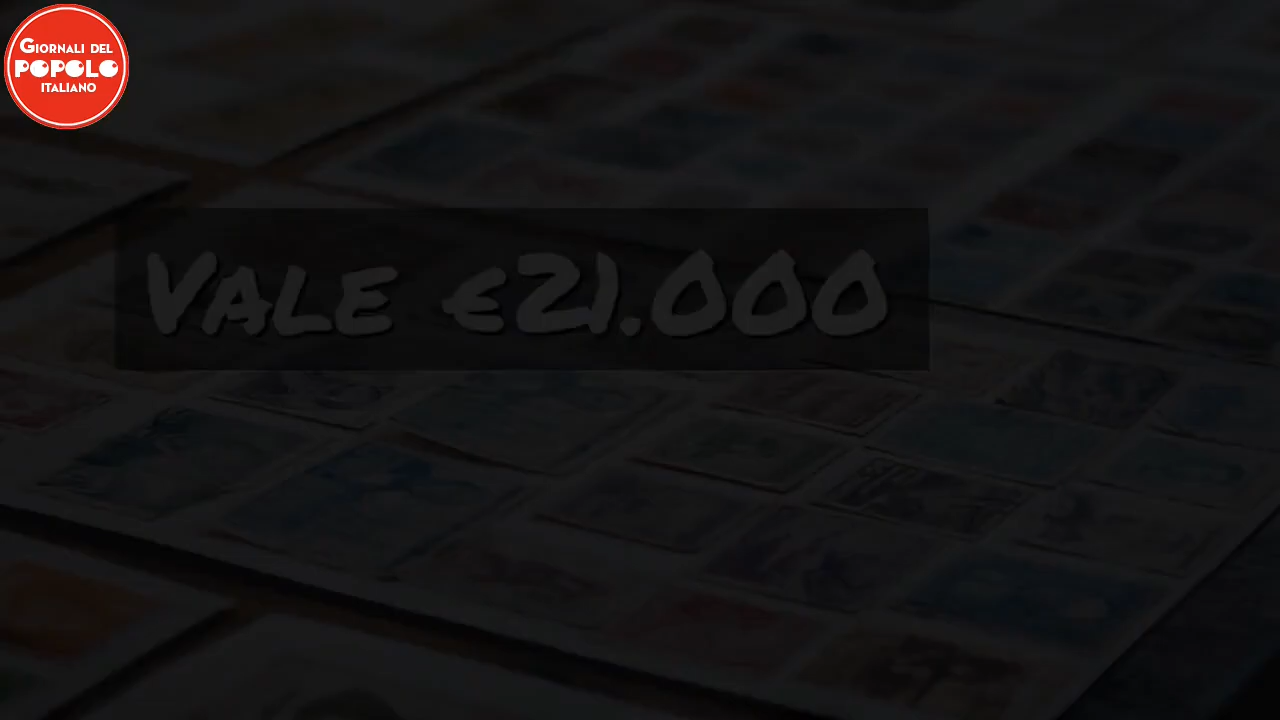 GIORNALI DEL
POPOLO
ITALIANO
VALE €21.000